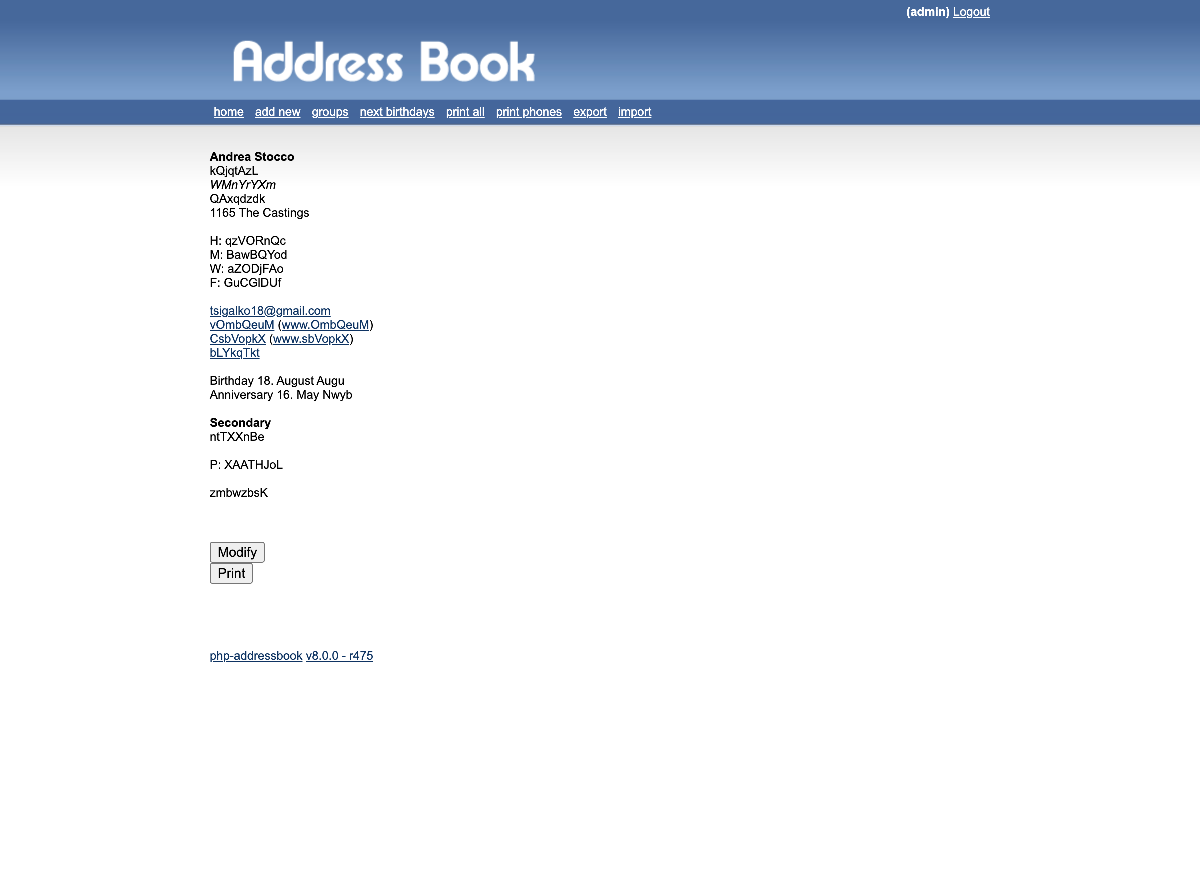 (admin) Logout
Address Book
home add new groups next birthdays print all print phones export import
Andrea Stocco
kQjqtAzL
WMnYrYXm
QAxqdzdk
1165 The Castings
H: qzVORnQc
M: BawBQYod
W: aZODjFAo
F: GuCGlDUf
tsigalko18@gmail.com
vOmbQeuM (www.OmbQeuM)
CsbVopkX (www.sbVopkX)
bLYkqTkt
Birthday 18. August Augu
Anniversary 16. May Nwyb
Secondary
ntTXXnBe
P: XAATHJoL
zmbwzbsK
Modify
Print
php-addressbook v8.0.0 - r475